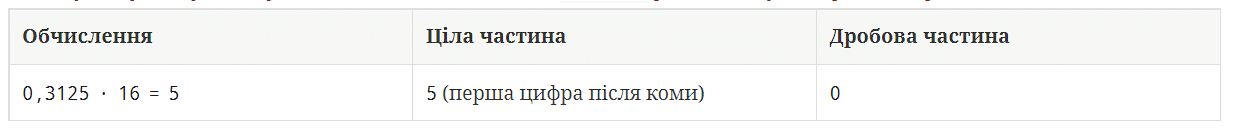 Обчислення Ціла частина Дробова частина
0,3125 · 16 = 5 5 (перша цифра після коми) 0